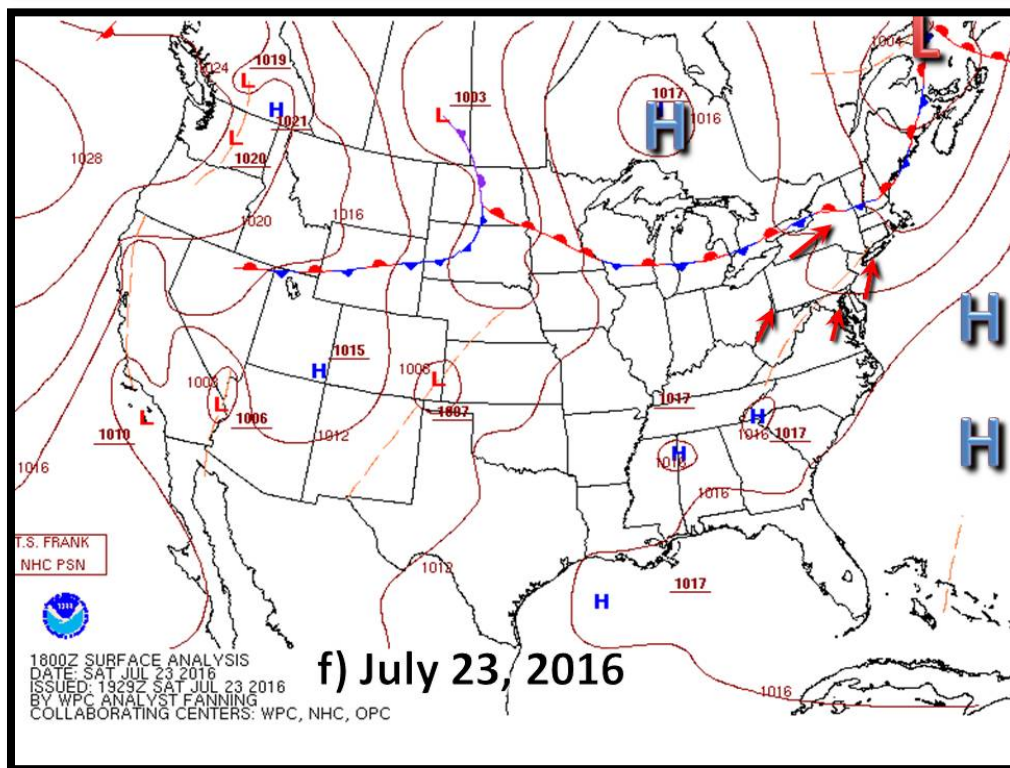 L
1004
1024
1019
L
1003
1017
H
1016
L
H
1021
L
1020
1028
1020
1016
H
1015
H
1008
L
1008
L
1006
1007
1010
L
1012
1016
1017
H
1016
1017
H
1016
H
1016
T.S. FRANK
NHC PSN
1012
1017
H
1800Z SURFACE ANALYSIS
DATE: SAT JUL 23 2016
ISSUED: 1929Z SAT JUL 23 2016
BY WPC ANALYST FANNING
COLLABORATING CENTERS: WPC, NHC, OPC
f) July 23, 2016
1016